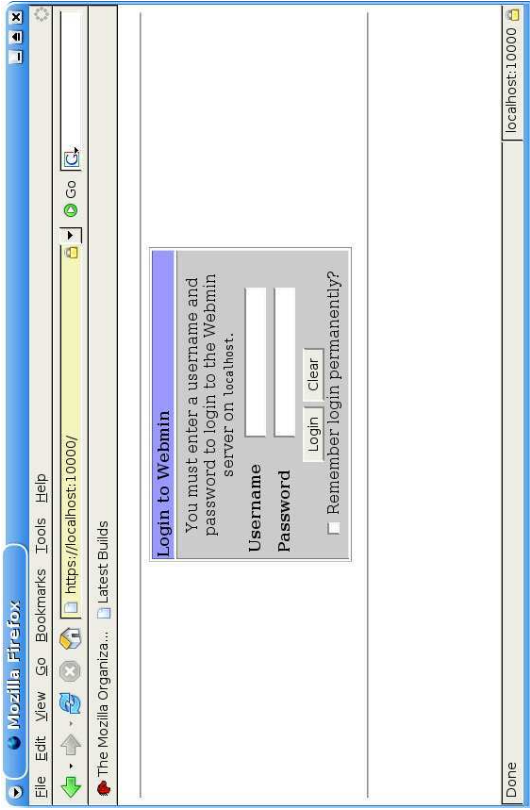 Mozilla Firefox
File Edit View Go Bookmarks Tools Help
https://localhost:10000/ Go G
The Mozilla Organiza... Latest Builds
Login to Webmin
You must enter a username and
password to login to the Webmin
server on localhost.
Username
Password
Login Clear
Remember login permanently?
Done localhost:10000